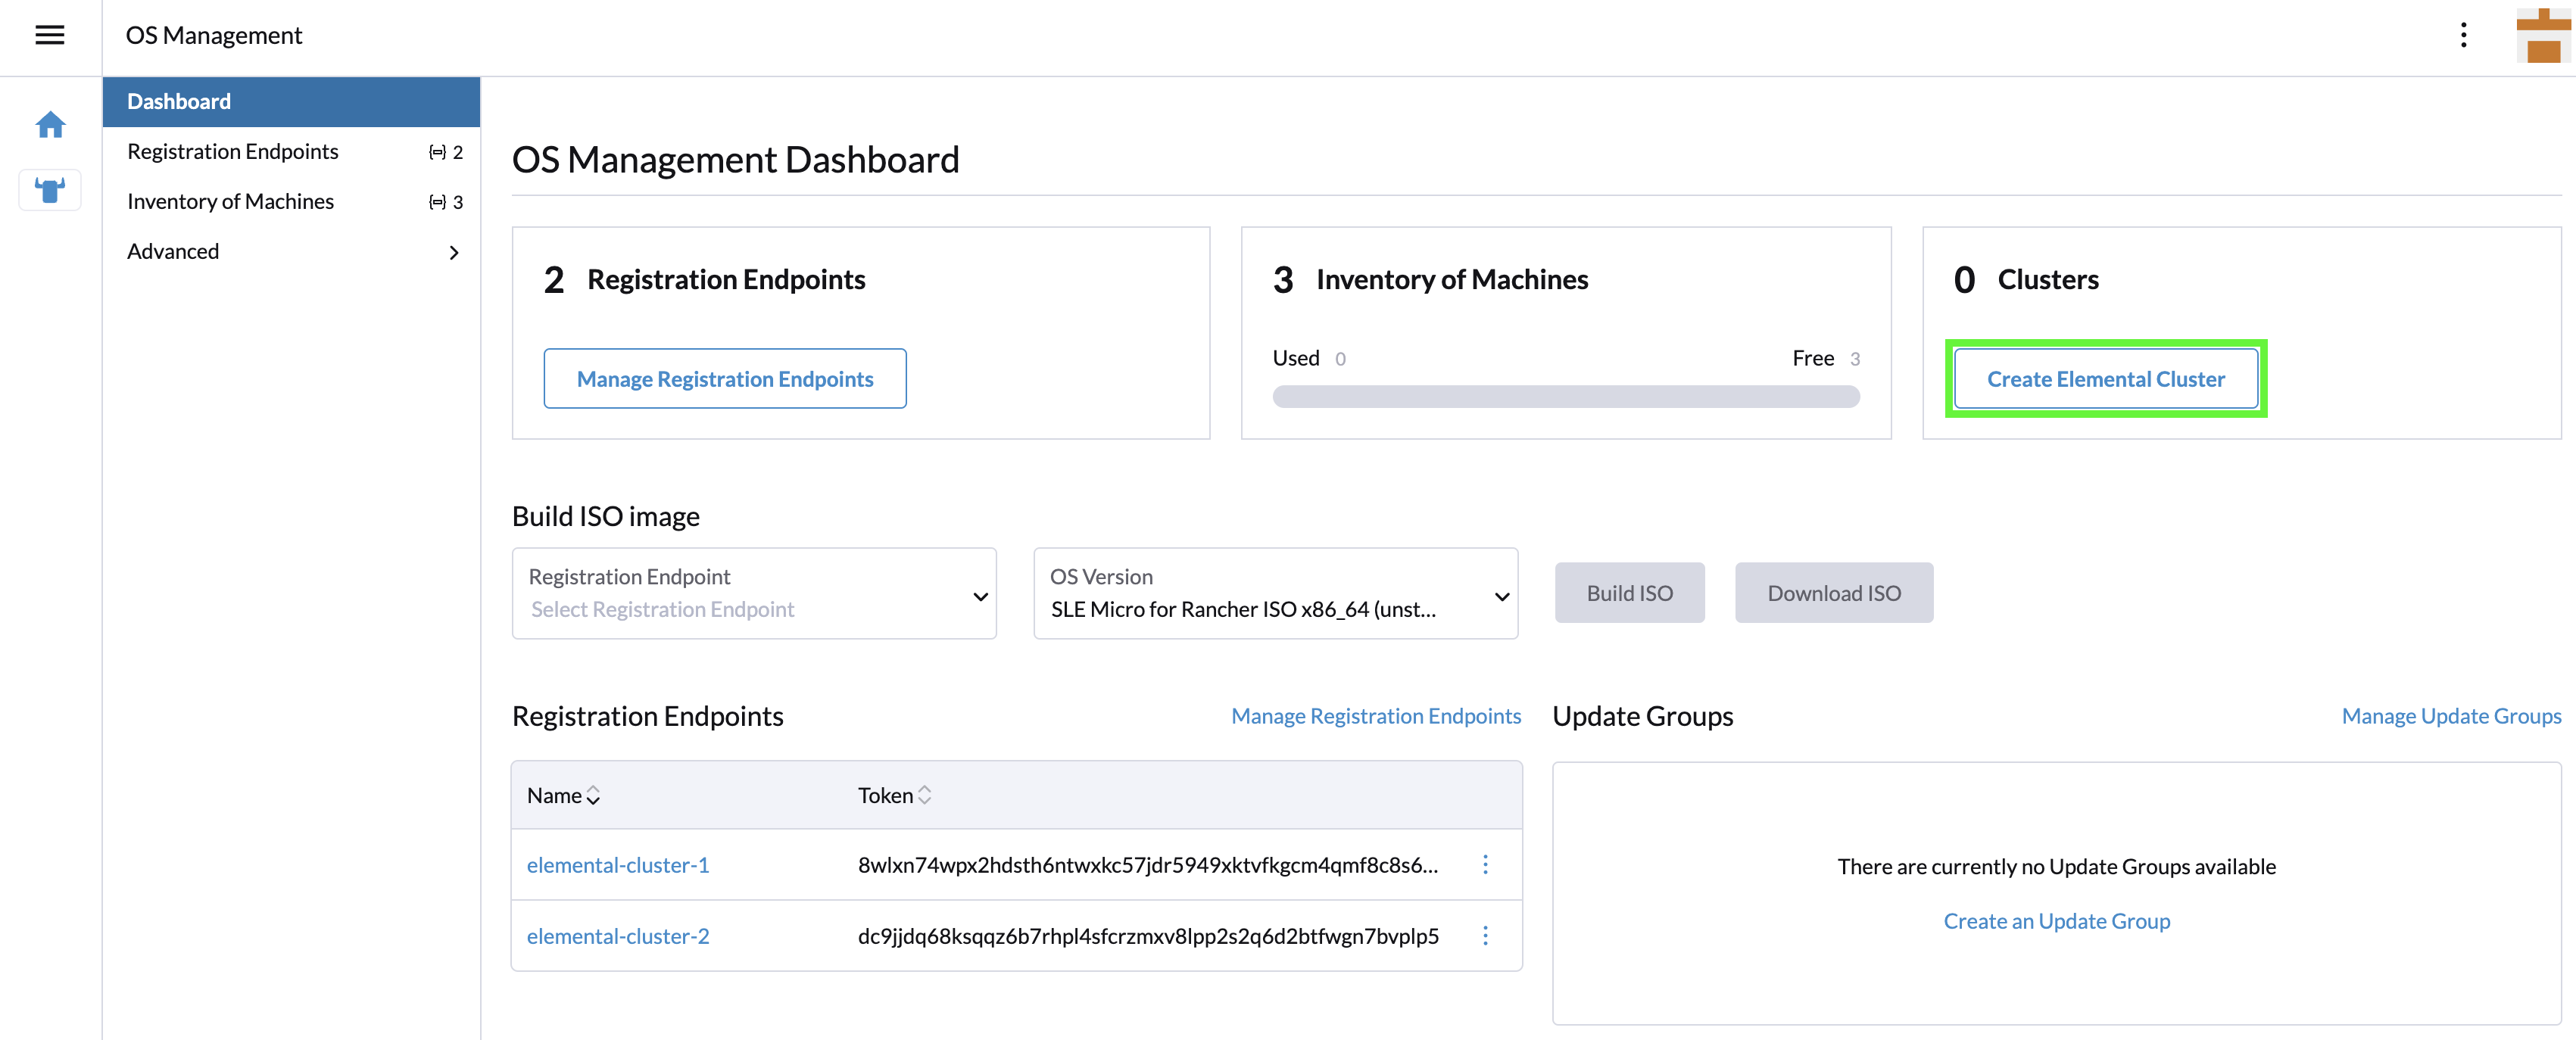 OS Management
Dashboard
Registration Endpoints 2
Inventory of Machines 3
Advanced
OS Management Dashboard
2 Registration Endpoints
Manage Registration Endpoints
3 Inventory of Machines
Used 0 Free 3
0 Clusters
Create Elemental Cluster
Build ISO image
Registration Endpoint
Select Registration Endpoint
OS Version
SLE Micro for Rancher ISO x86_64 (unst...
Build ISO
Download ISO
Registration Endpoints Manage Registration Endpoints
Name Token
elemental-cluster-1 8wlxn74wpx2hdsth6ntwxkc57jdr5949xktvfkgcm4qmf8c8s6...
elemental-cluster-2 dc9jjdq68ksqqz6b7rhpl4sfcrzmxv8lpp2s2q6d2btfwgn7bvplp5
Update Groups Manage Update Groups
There are currently no Update Groups available
Create an Update Group